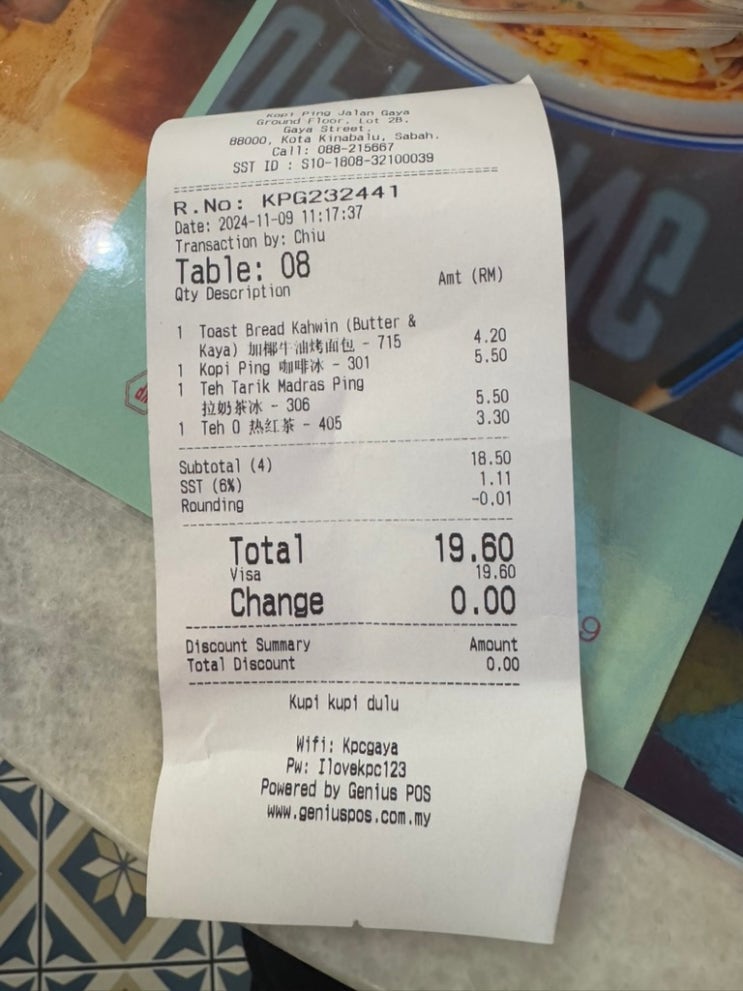 Kopi Ping Jalan Gaya
Ground Floor, Lot 28,
Gaya Street,
88000, Kota Kinabalu, Sabah.
Call: 088-215667
SST ID : S10-1808-32100039
R.No: KPG232441
Date: 2024-11-09 11:17:37
Transaction by: Chiu
Table: 08
Qty Description Amt (RM)
1 Toast Bread Kahwin (Butter &
Kaya) 加椰牛油烤面包 - 715 4.20
1 Kopi Ping 咖啡冰 - 301 5.50
1 Teh Tarik Madras Ping
拉奶茶冰 - 306 5.50
1 Teh O 热红茶 - 405 3.30
Subtotal (4) 18.50
SST (6%) 1.11
Rounding -0.01
Total 19.60
Visa 19.60
Change 0.00
Discount Summary Amount
Total Discount 0.00
Kupi kupi dulu
Wifi: Kpcgaya
Pw: Ilovekpc123
Powered by Genius POS
www.geniuspos.com.my